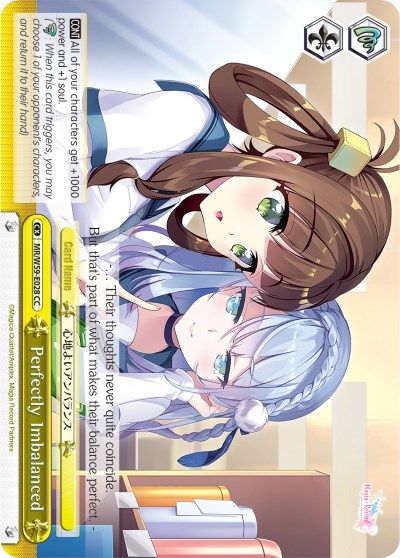 ... Their thoughts never quite coincide.
But that's part of what makes their balance perfect. -
CONT All of your characters get +1000
power and +1 soul.
( : When this card triggers, you may
choose 1 of your opponent's characters,
and return it to their hand)
Card Name 心地よいアンバランス
CX MR/W59-E028 CC Perfectly Imbalanced
©Magica Quartet/Aniplex, Magia Record Partners